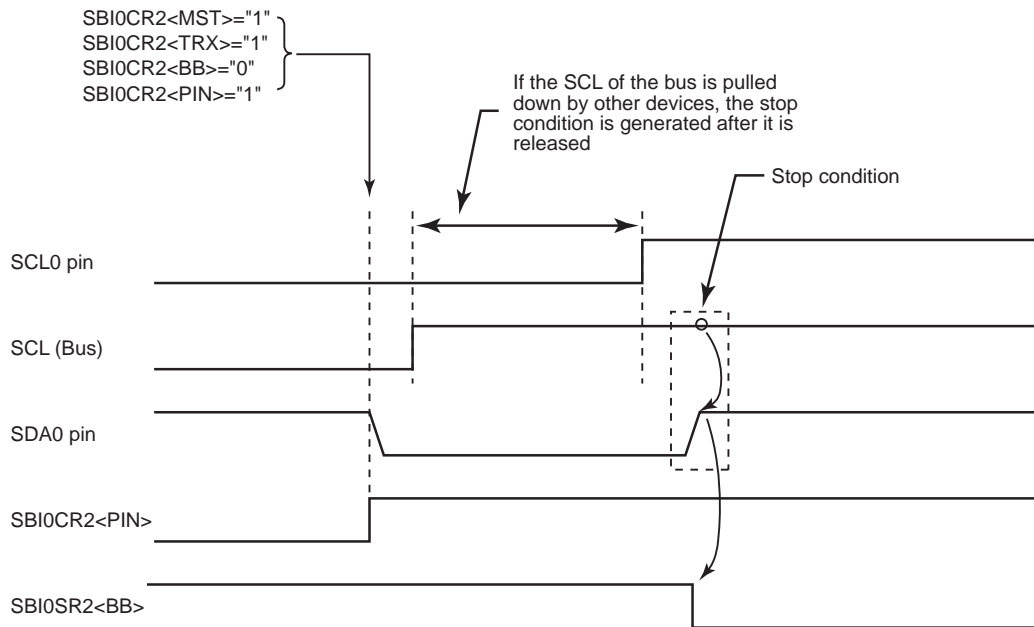 SBI0CR2<MST>="1"
SBI0CR2<TRX>="1"
SBI0CR2<BB>="0"
SBI0CR2<PIN>="1"
If the SCL of the bus is pulled
down by other devices, the stop
condition is generated after it is
released
Stop condition
SCL0 pin
SCL (Bus)
SDA0 pin
SBI0CR2<PIN>
SBI0SR2<BB>